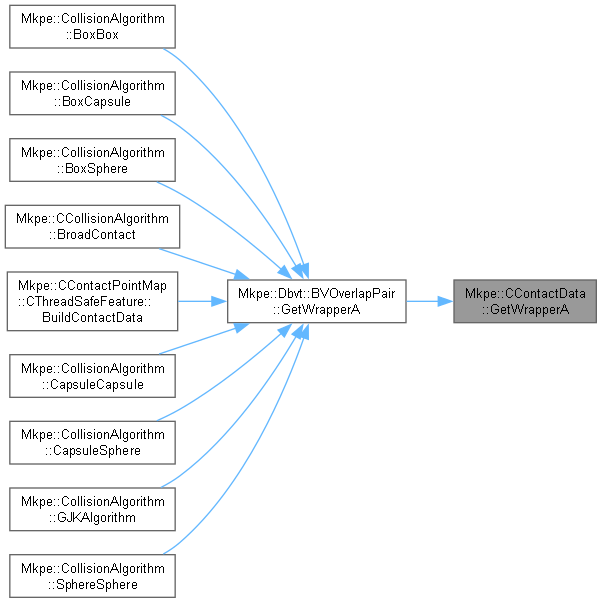 Mkpe::CollisionAlgorithm
::BoxBox
Mkpe::CollisionAlgorithm
::BoxCapsule
Mkpe::CollisionAlgorithm
::BoxSphere
Mkpe::CCollisionAlgorithm
::BroadContact
Mkpe::CContactPointMap
::CThreadSafeFeature::
BuildContactData
Mkpe::CollisionAlgorithm
::CapsuleCapsule
Mkpe::CollisionAlgorithm
::CapsuleSphere
Mkpe::CollisionAlgorithm
::GJKAlgorithm
Mkpe::CollisionAlgorithm
::SphereSphere
Mkpe::Dbvt::BVOverlapPair
::GetWrapperA
Mkpe::CContactData
::GetWrapperA